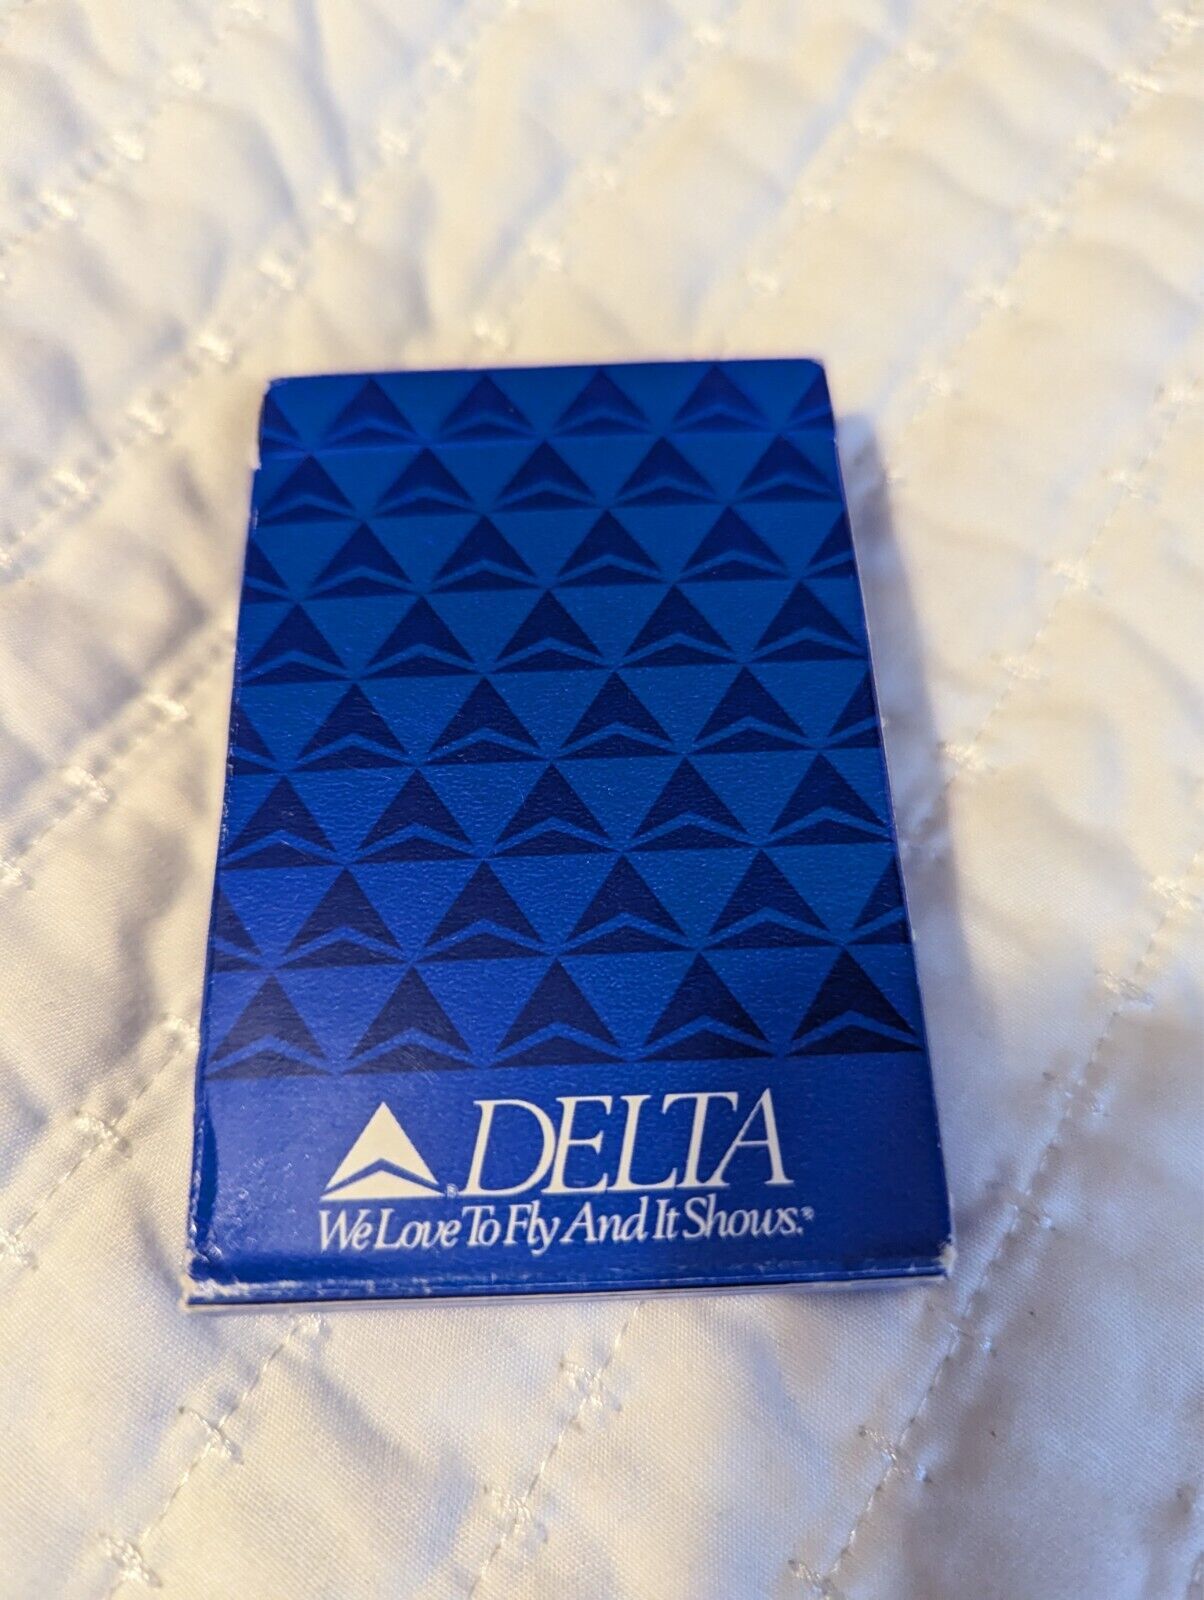 ® DELTA
We Love To Fly And It Shows.®